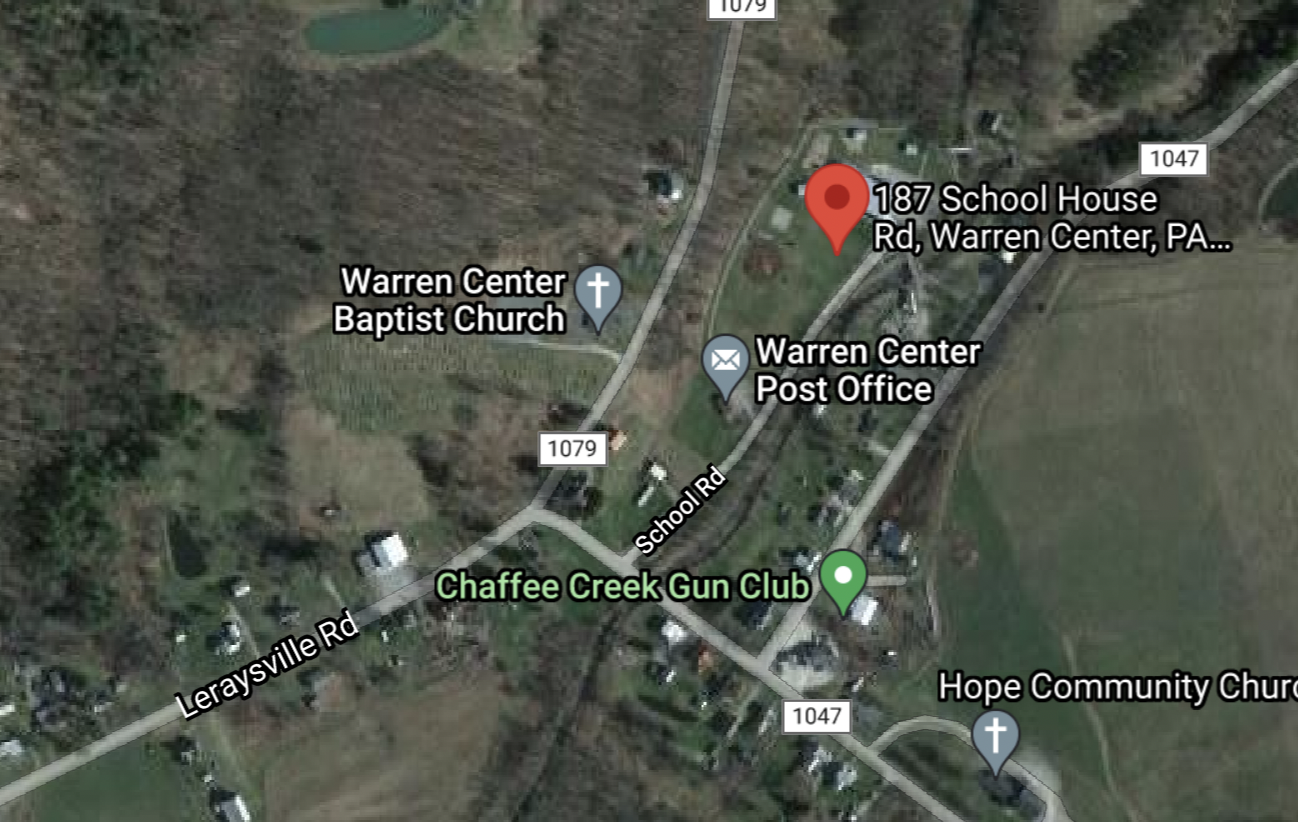 1079
1047
187 School House
Rd, Warren Center, PA...
Warren Center
Baptist Church
Warren Center
Post Office
1079
School Rd
Chaffee Creek Gun Club
Leraysville Rd
Hope Community Churc
1047